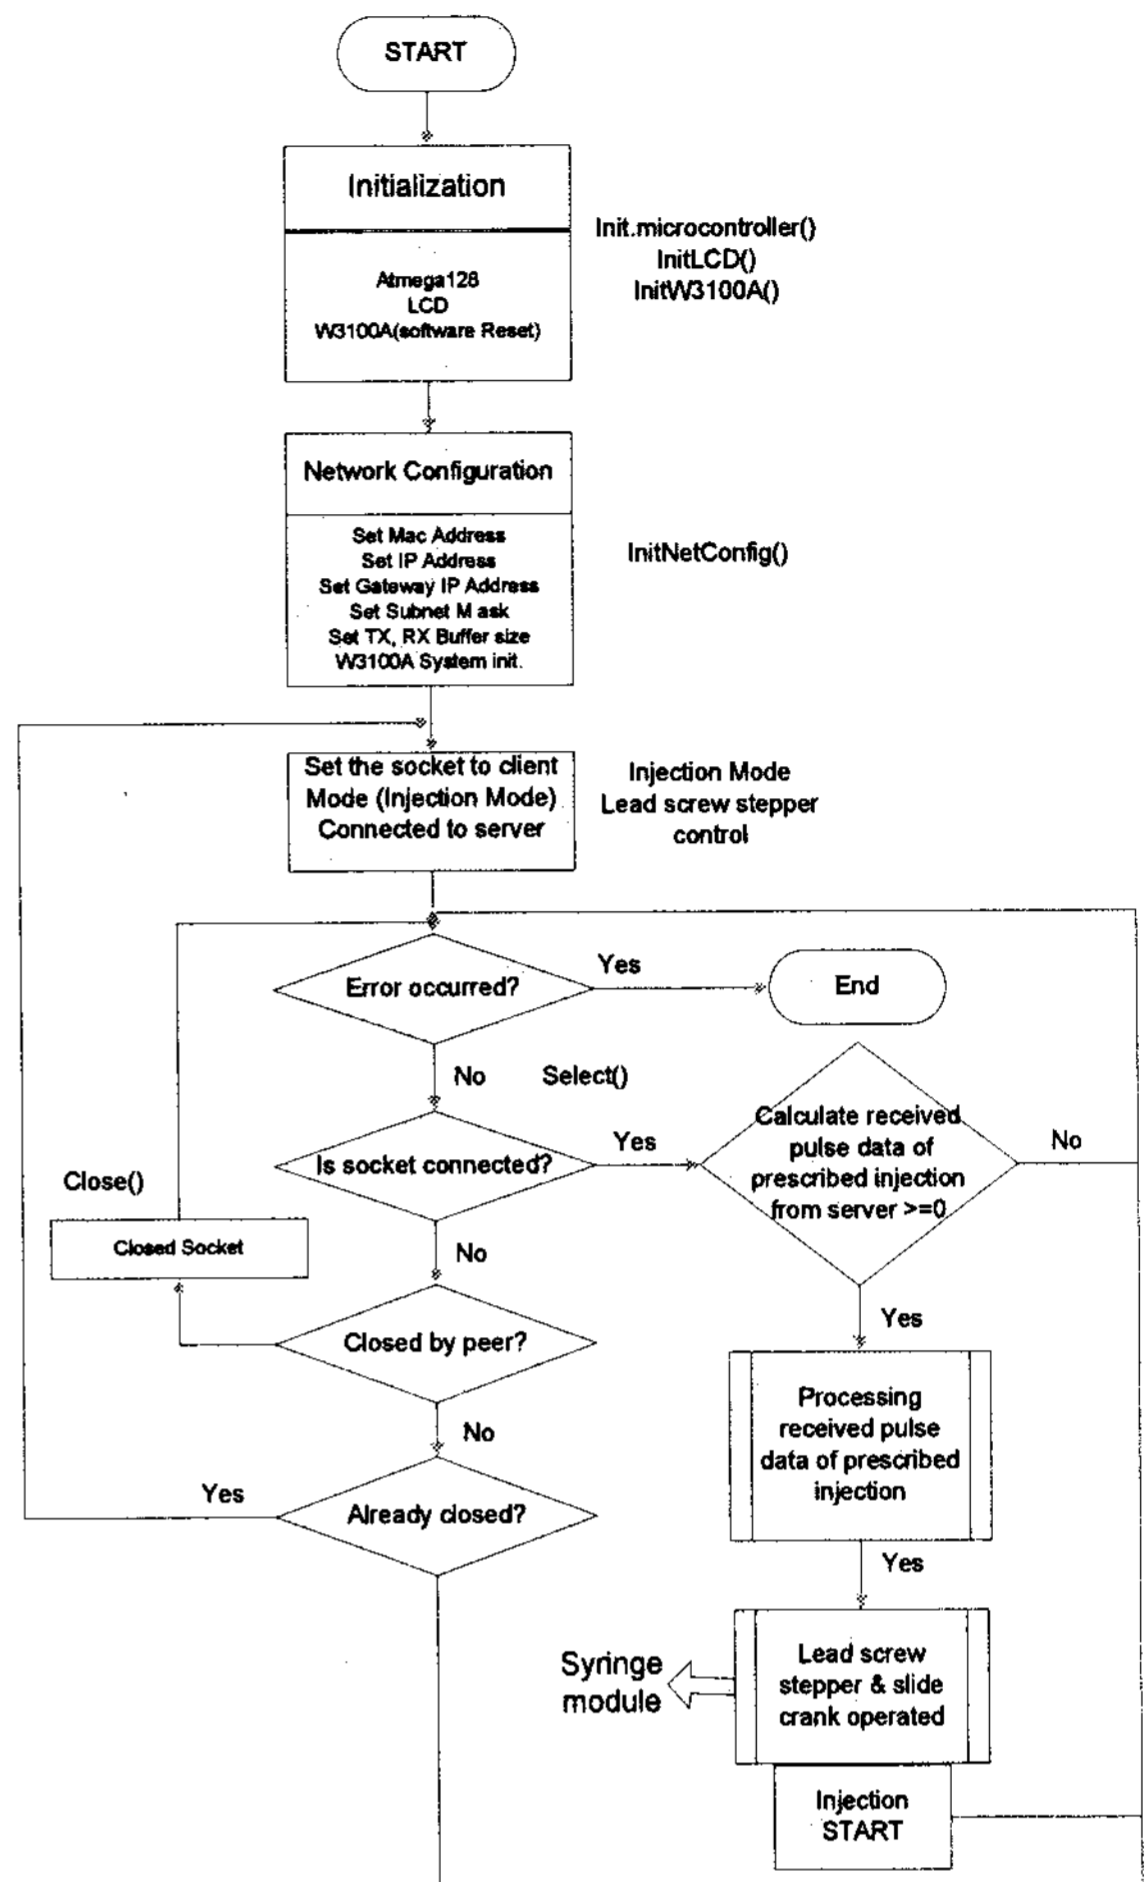 START
Initialization
Atmega128
LCD
W3100A(software Reset)
Init.microcontroller()
InitLCD()
InitW3100A()
Network Configuration
Set Mac Address
Set IP Address
Set Gateway IP Address
Set Subnet M ask
Set TX, RX Buffer size
W3100A System init.
InitNetConfig()
Set the socket to client
Mode (Injection Mode)
Connected to server
Injection Mode
Lead screw stepper
control
Error occurred?
Yes
End
No
Select()
Is socket connected?
Yes
Calculate received
pulse data of
prescribed injection
from server >=0
No
Close()
Closed Socket
No
Closed by peer?
Yes
Processing
received pulse
data of prescribed
injection
No
Yes
Already closed?
Yes
Syringe
module
Lead screw
stepper & slide
crank operated
Injection
START